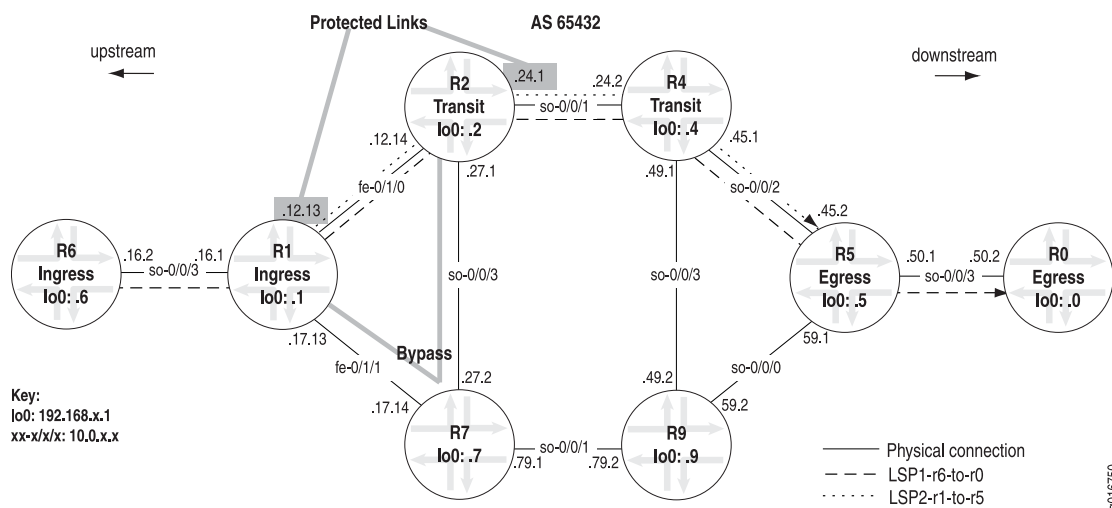 Protected Links
AS 65432
upstream
downstream
R2
Transit
lo0: .2
.24.1
.24.2
so-0/0/1
R4
Transit
lo0: .4
.12.14
.27.1
.49.1
.45.1
fe-0/1/0
so-0/0/2
.12.13
.45.2
R6
Ingress
lo0: .6
.16.2
so-0/0/3
.16.1
R1
Ingress
lo0: .1
so-0/0/3
so-0/0/3
R5
Egress
lo0: .5
.50.1
so-0/0/3
.50.2
R0
Egress
lo0: .0
.17.13
59.1
fe-0/1/1
Bypass
so-0/0/0
.17.14
.27.2
.49.2
59.2
Key:
lo0: 192.168.x.1
xx-x/x/x: 10.0.x.x
R7
lo0: .7
.79.1
so-0/0/1
.79.2
R9
lo0: .9
Physical connection
LSP1-r6-to-r0
LSP2-r1-to-r5
g016750